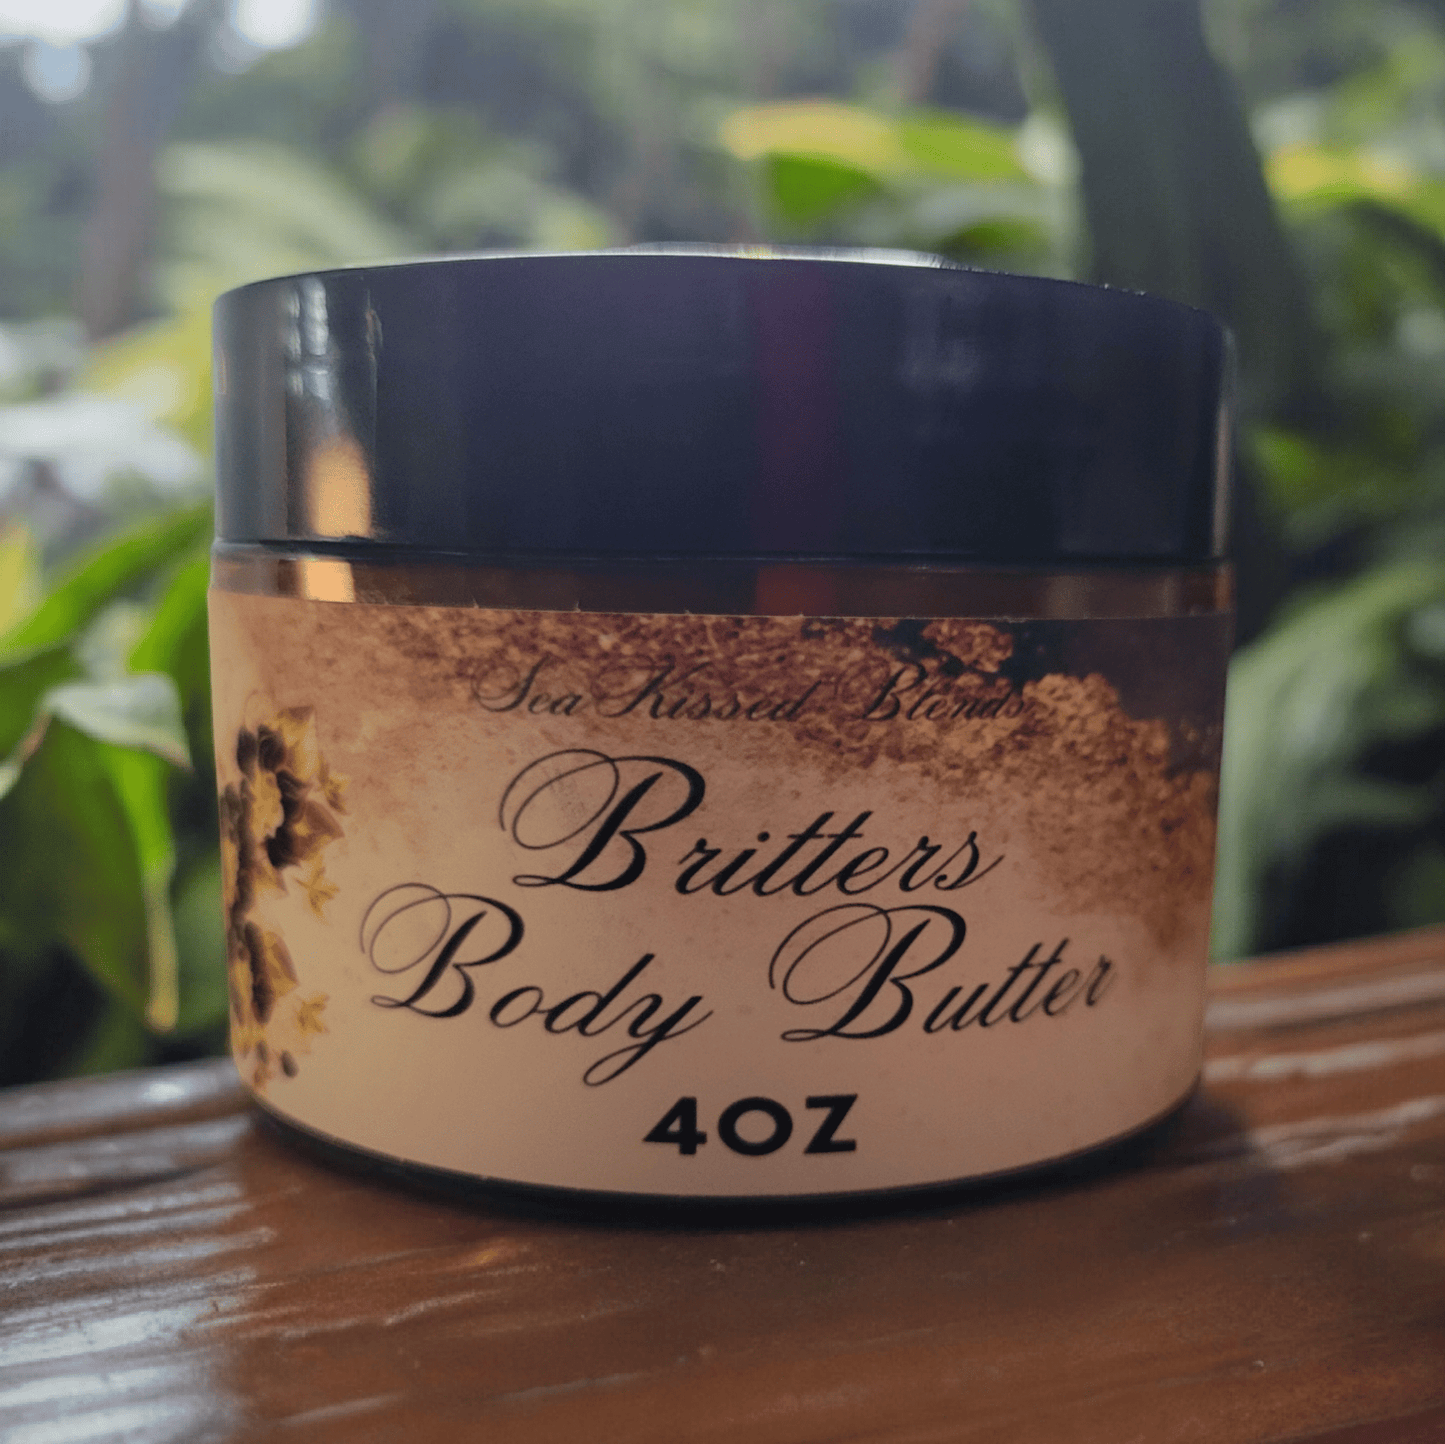 Sea Kissed Blends
Britters
Body Butter
4OZ